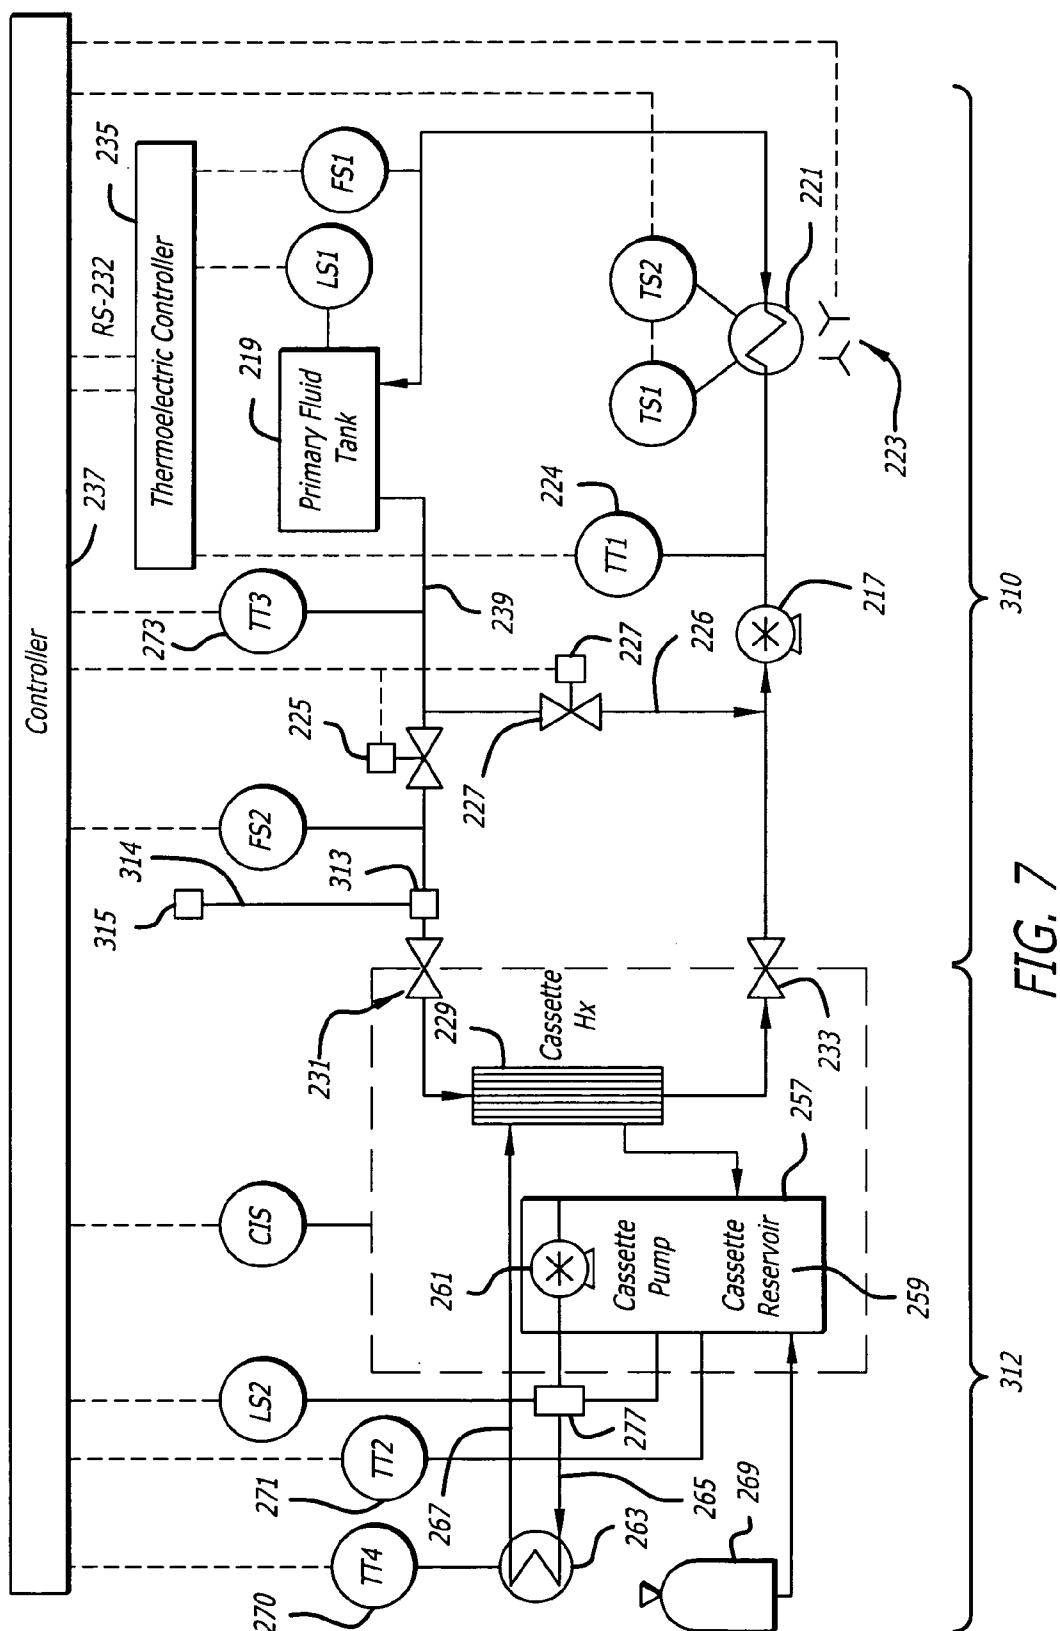 Controller
237
RS-232
235
Thermoelectric Controller
270
TT4
271
TT2
LS2
CIS
315
314
FS2
273
TT3
LS1
FS1
219
Primary Fluid
Tank
231
313
225
239
267
261
229
Cassette
Hx
227
227
224
TT1
TS1
TS2
277
265
263
269
Cassette
Pump
Cassette
Reservoir
257
259
233
226
217
221
223
312
310
FIG. 7